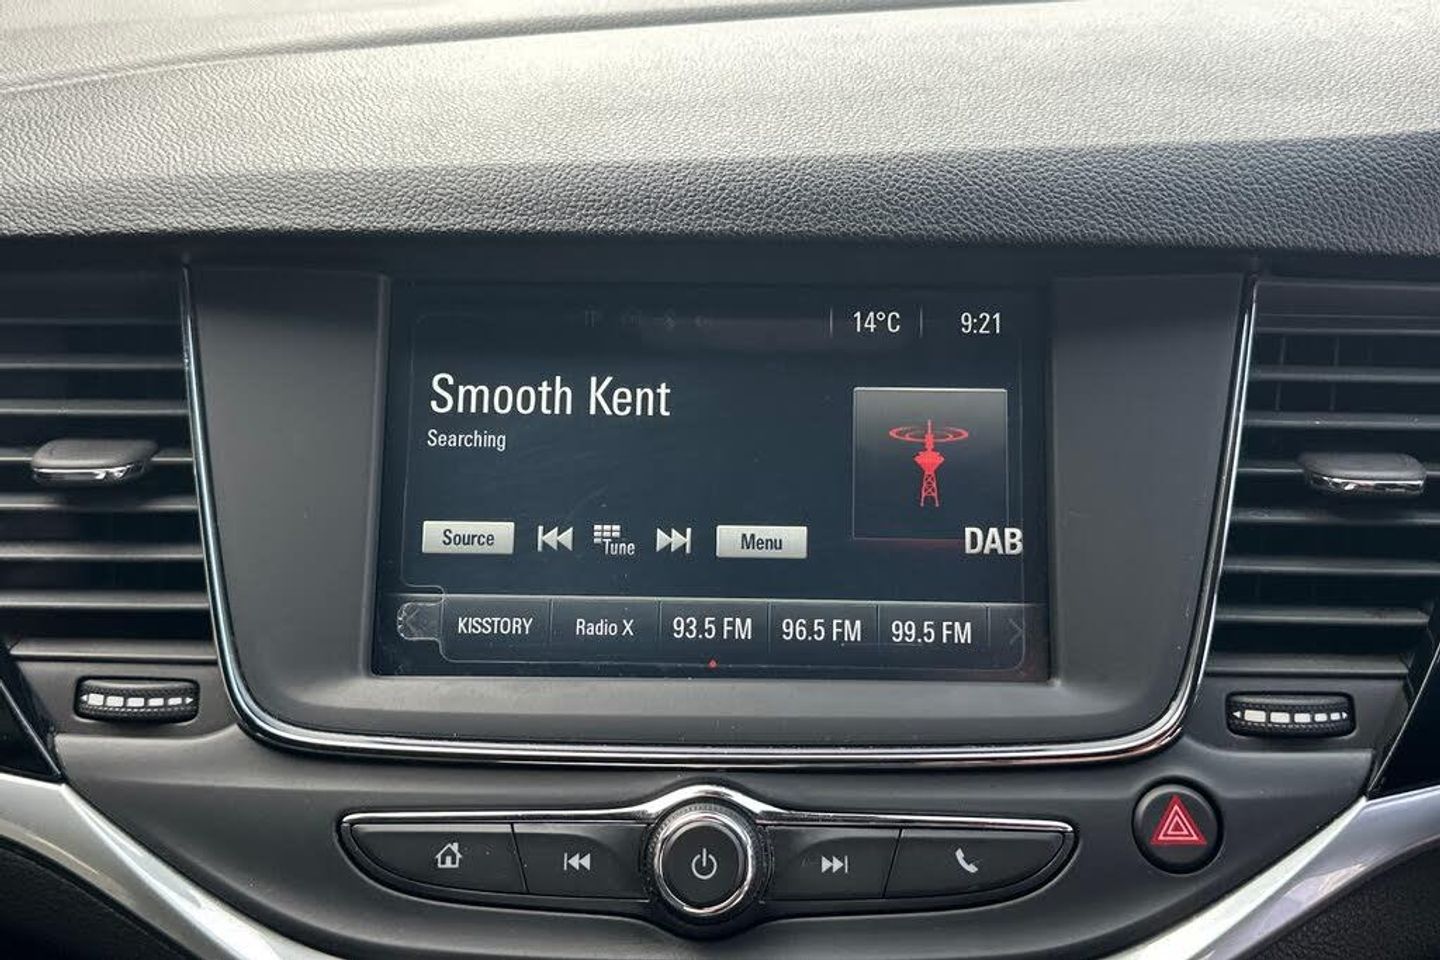 14°C 9:21
Smooth Kent
Searching
Source Tune Menu
DAB
KISSTORY Radio X 93.5 FM 96.5 FM 99.5 FM